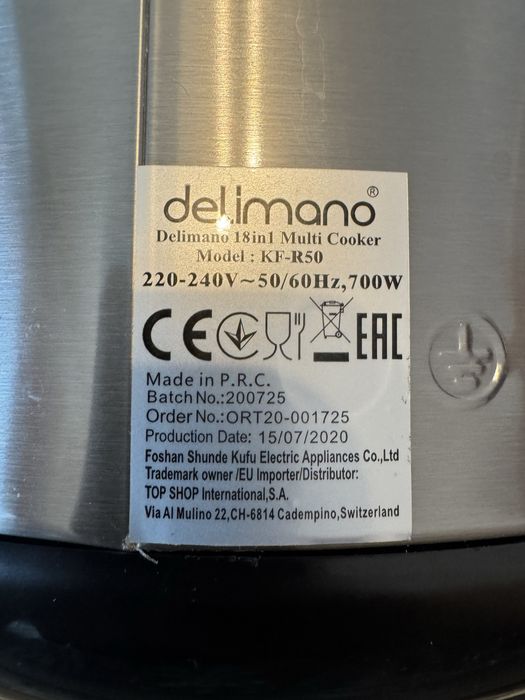 delimano®
Delimano 18in1 Multi Cooker
Model : KF-R50
220-240V~50/60Hz,700W
CE EAC
Made in P.R.C.
Batch No.:200725
Order No.:ORT20-001725
Production Date: 15/07/2020
Foshan Shunde Kufu Electric Appliances Co.,Ltd
Trademark owner /EU Importer/Distributor:
TOP SHOP International,S.A.
Via Al Mulino 22,CH-6814 Cadempino,Switzerland